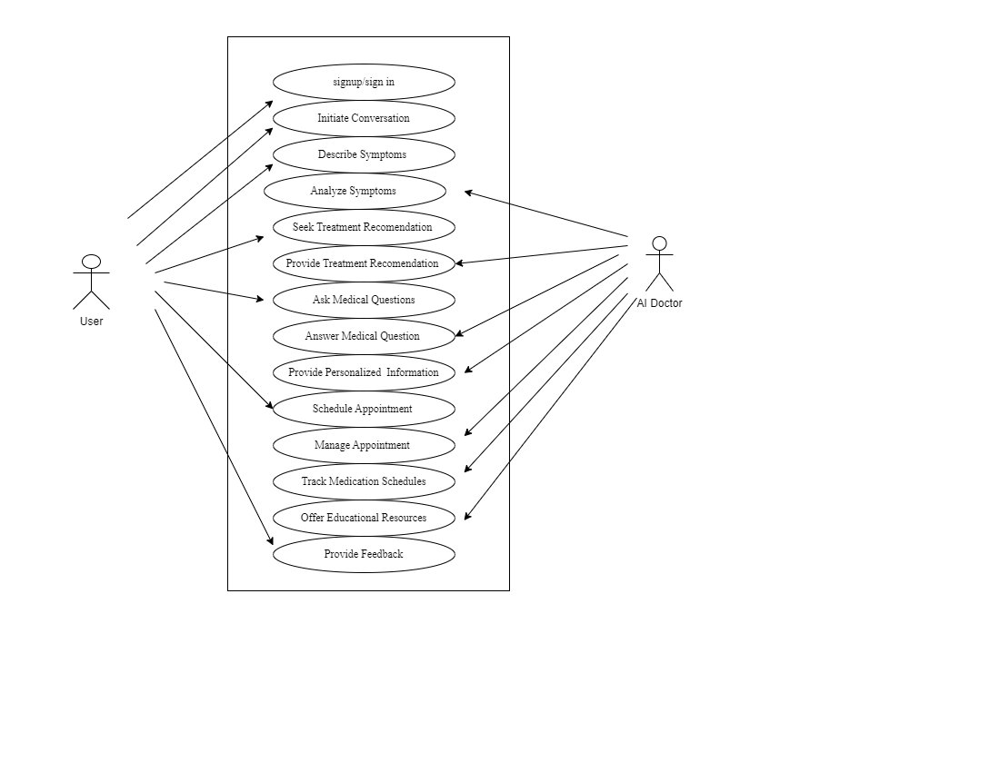 signup/sign in
Initiate Conversation
Describe Symptoms
Analyze Symptoms
Seek Treatment Recomendation
Provide Treatment Recomendation
Ask Medical Questions
Answer Medical Question
Provide Personalized  Information
Schedule Appointment
Manage Appointment
Track Medication Schedules
Offer Educational Resources
Provide Feedback
User
AI Doctor